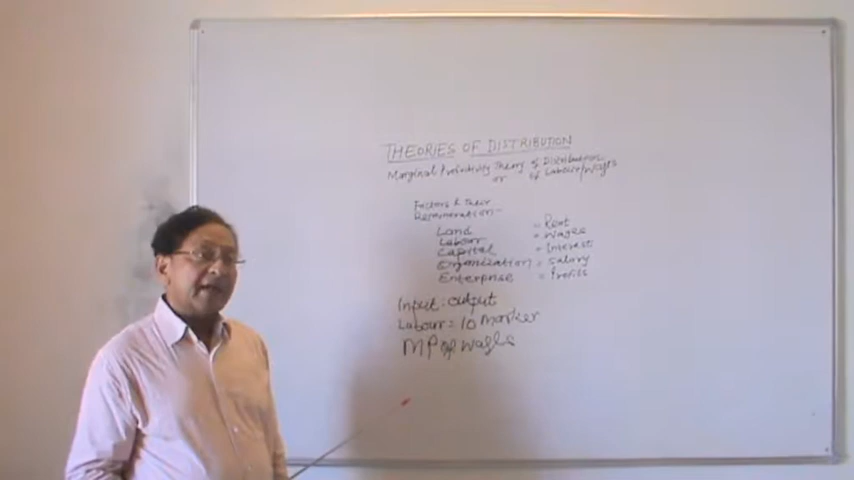 THEORIES OF DISTRIBUTION
Marginal Productivity Theory of Distribution
or of Labour/Wages
Factors & their
Remuneration-
Land = Rent
Labour = Wages
Capital = Interest
Organization = Salary
Enterprise = Profits
Input : output
Labour = 10 Marker
MP of wages